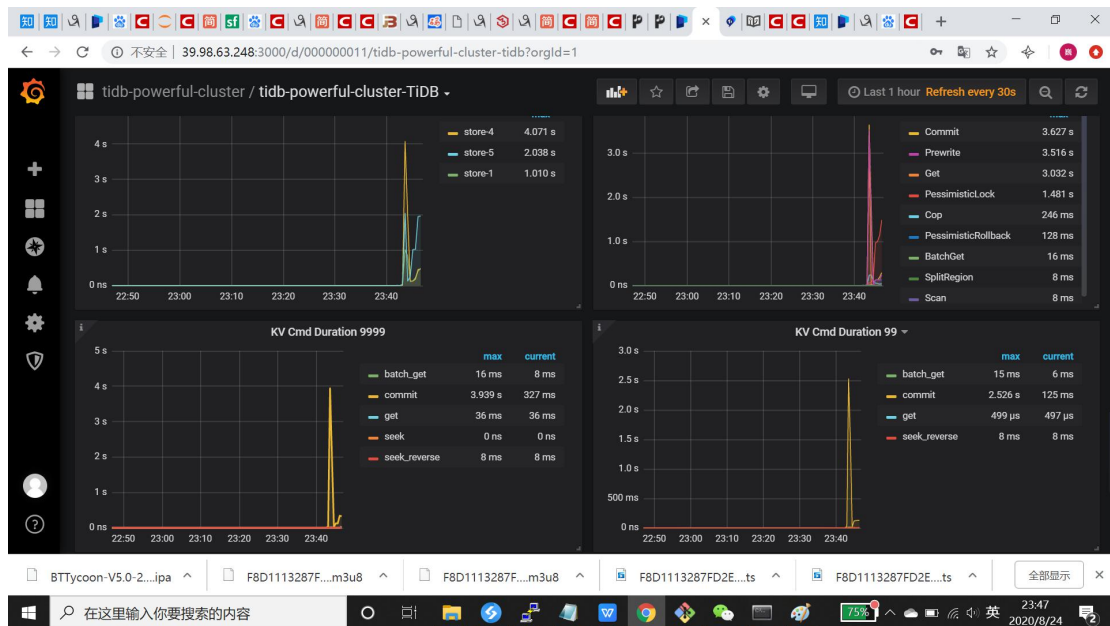 知 知 C C 简 sf C 简 C C 简 C 简 C C C 知 C
不安全 | 39.98.63.248:3000/d/000000011/tidb-powerful-cluster-tidb?orgId=1
tidb-powerful-cluster / tidb-powerful-cluster-TiDB
Last 1 hour Refresh every 30s
4 s
3 s
2 s
1 s
0 ns
22:50 23:00 23:10 23:20 23:30 23:40
store-4 4.071 s
store-5 2.038 s
store-1 1.010 s
3.0 s
2.0 s
1.0 s
0 ns
22:50 23:00 23:10 23:20 23:30 23:40
Commit 3.627 s
Prewrite 3.516 s
Get 3.032 s
PessimisticLock 1.481 s
Cop 246 ms
PessimisticRollback 128 ms
BatchGet 16 ms
SplitRegion 8 ms
Scan 8 ms
KV Cmd Duration 9999
5 s
4 s
3 s
2 s
1 s
0 ns
22:50 23:00 23:10 23:20 23:30 23:40
max current
batch_get 16 ms 8 ms
commit 3.939 s 327 ms
get 36 ms 36 ms
seek 0 ns 0 ns
seek_reverse 8 ms 8 ms
KV Cmd Duration 99
3.0 s
2.5 s
2.0 s
1.5 s
1.0 s
500 ms
0 ns
22:50 23:00 23:10 23:20 23:30 23:40
max current
batch_get 15 ms 6 ms
commit 2.526 s 125 ms
get 499 μs 497 μs
seek_reverse 8 ms 8 ms
BTTycoon-V5.0-2....ipa
F8D1113287F....m3u8
F8D1113287F....m3u8
F8D1113287FD2E....ts
F8D1113287FD2E....ts
全部显示
在这里输入你要搜索的内容
75%
英
23:47
2020/8/24
2